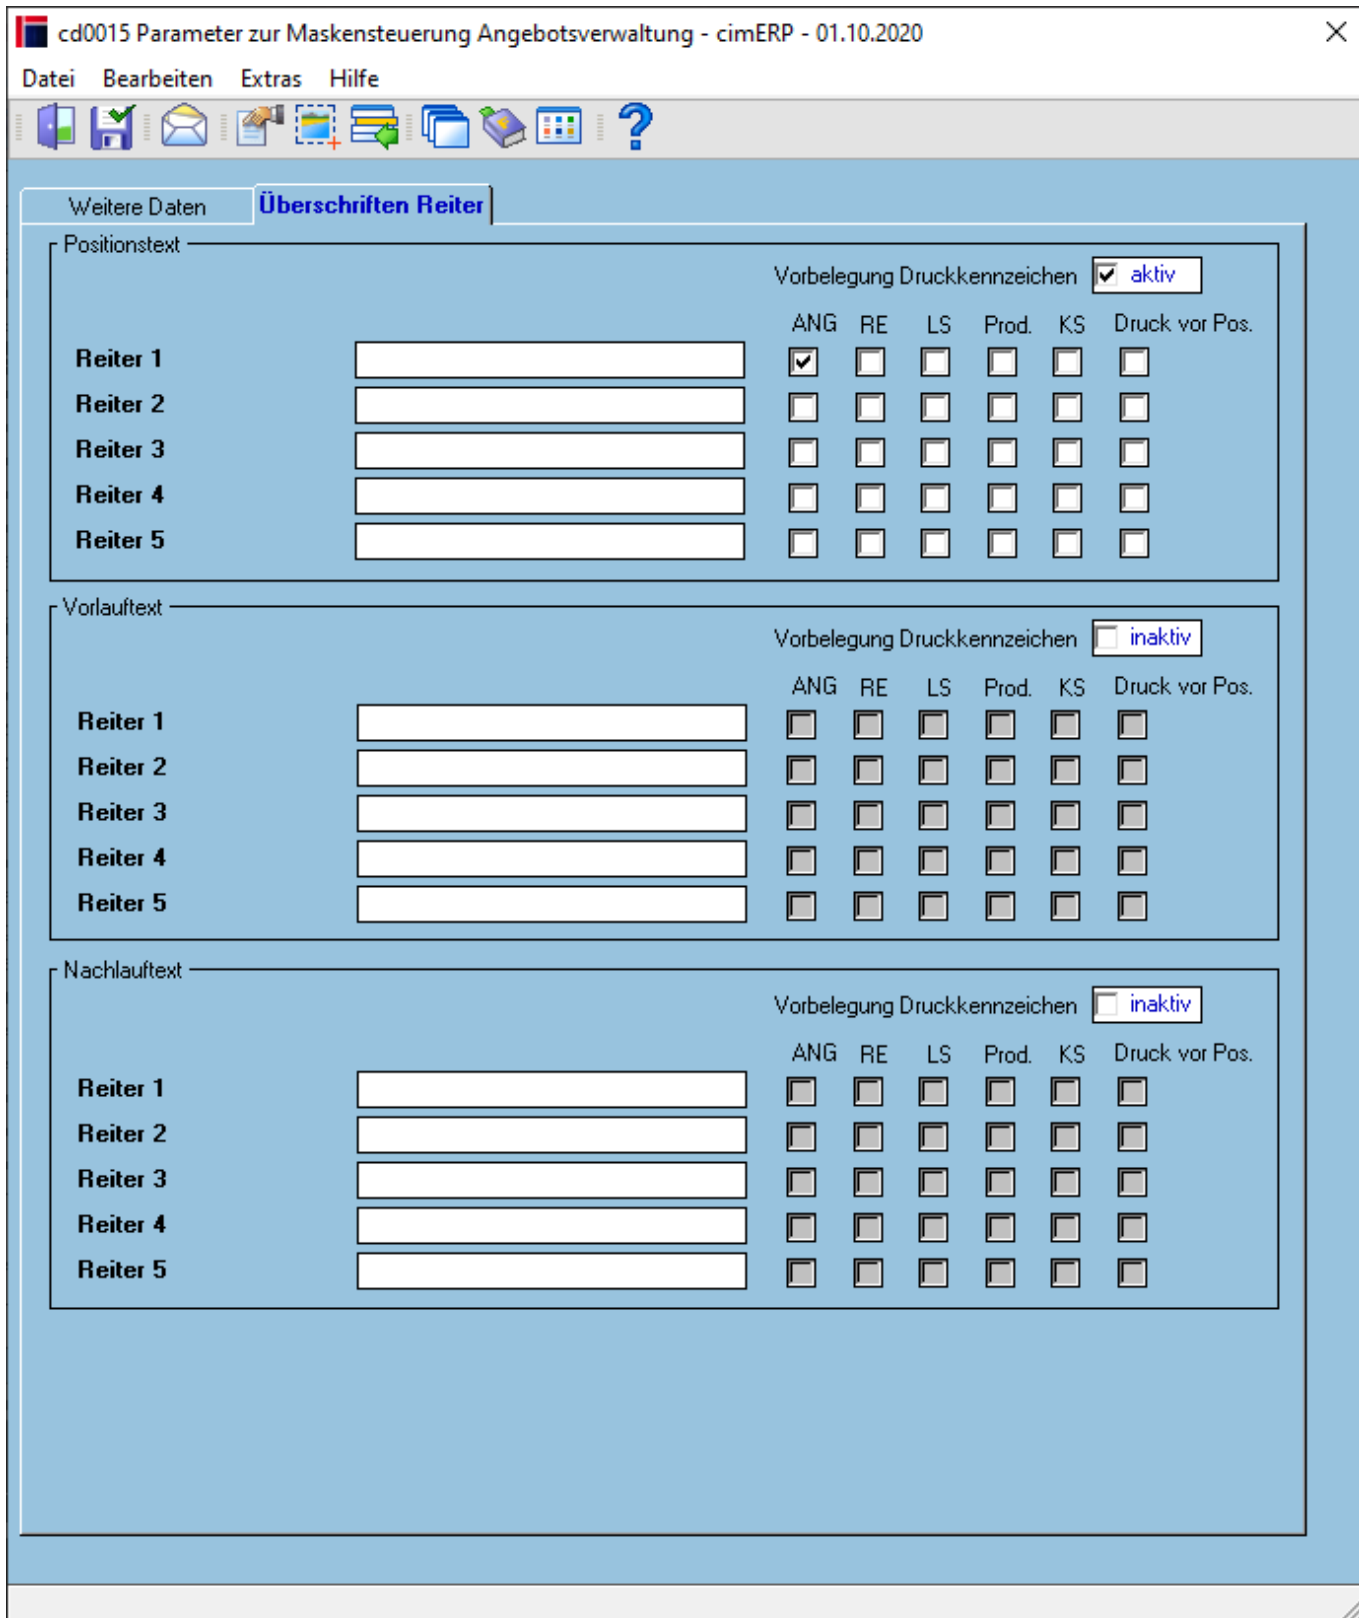 cd0015 Parameter zur Maskensteuerung Angebotsverwaltung - cimERP - 01.10.2020
Datei Bearbeiten Extras Hilfe
Weitere Daten Überschriften Reiter
Positionstext
Vorbelegung Druckkennzeichen aktiv
ANG RE LS Prod. KS Druck vor Pos.
Reiter 1
Reiter 2
Reiter 3
Reiter 4
Reiter 5
Vorlauftext
Vorbelegung Druckkennzeichen inaktiv
ANG RE LS Prod. KS Druck vor Pos.
Reiter 1
Reiter 2
Reiter 3
Reiter 4
Reiter 5
Nachlauftext
Vorbelegung Druckkennzeichen inaktiv
ANG RE LS Prod. KS Druck vor Pos.
Reiter 1
Reiter 2
Reiter 3
Reiter 4
Reiter 5